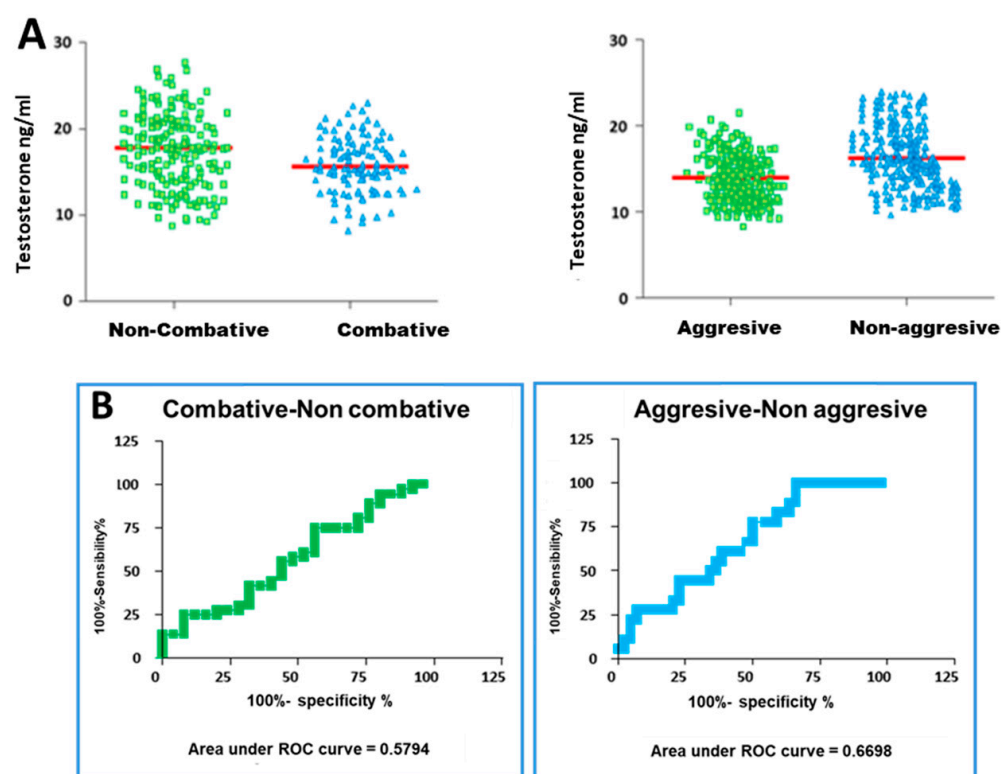 A
30
20
10
0
Testosterone ng/ml
Non-Combative
Combative
30
20
10
0
Testosterone ng/ml
Aggresive
Non-aggresive
B
Combative-Non combative
125
100
75
50
25
0
100%-Sensibility%
0
25
50
75
100
125
100%- specificity %
Area under ROC curve = 0.5794
Aggresive-Non aggresive
125
100
75
50
25
0
100%-Sensibility%
0
25
50
75
100
125
100%- specificity %
Area under ROC curve = 0.6698